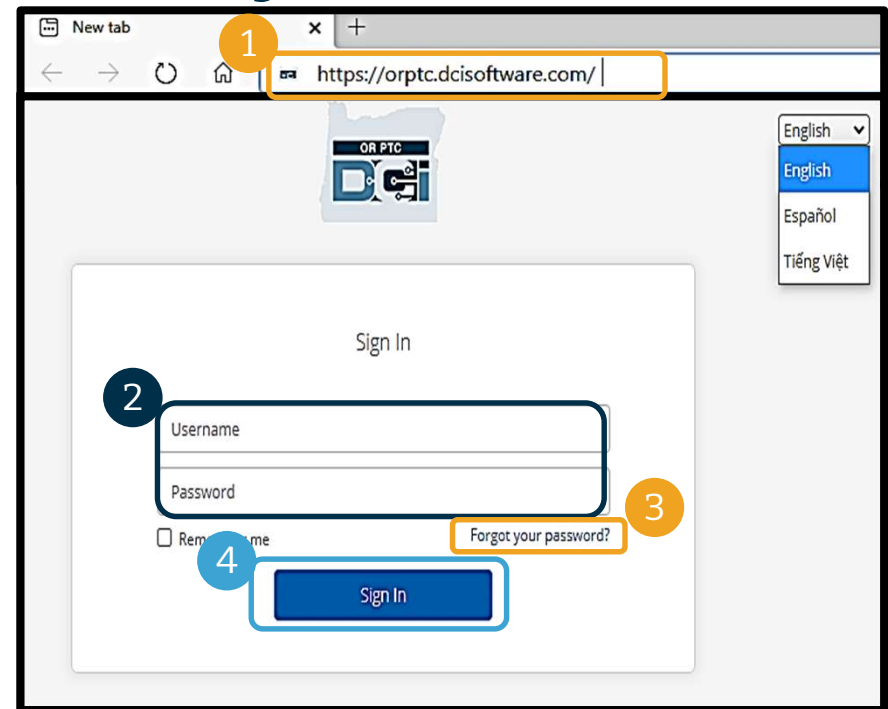 New tab
1
https://orptc.dcisoftware.com/
OR PTC
DCi
English
English
Español
Tiếng Việt
Sign In
2
Username
Password
3
Forgot your password?
4
Sign In